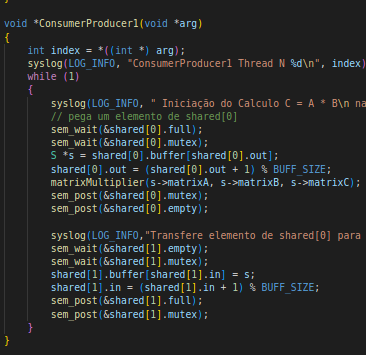 }
void *ConsumerProducer1(void *arg)
{
int index = *((int *) arg);
syslog(LOG_INFO, "ConsumerProducer1 Thread N %d\n", index)
while (1)
{
syslog(LOG_INFO, " Iniciação do Calculo C = A * B\n na
// pega um elemento de shared[0]
sem_wait(&shared[0].full);
sem_wait(&shared[0].mutex);
S *s = shared[0].buffer[shared[0].out];
shared[0].out = (shared[0].out + 1) % BUFF_SIZE;
matrixMultiplier(s->matrixA, s->matrixB, s->matrixC);
sem_post(&shared[0].mutex);
sem_post(&shared[0].empty);
syslog(LOG_INFO,"Transfere elemento de shared[0] para
sem_wait(&shared[1].empty);
sem_wait(&shared[1].mutex);
shared[1].buffer[shared[1].in] = s;
shared[1].in = (shared[1].in + 1) % BUFF_SIZE;
sem_post(&shared[1].full);
sem_post(&shared[1].mutex);
}
}